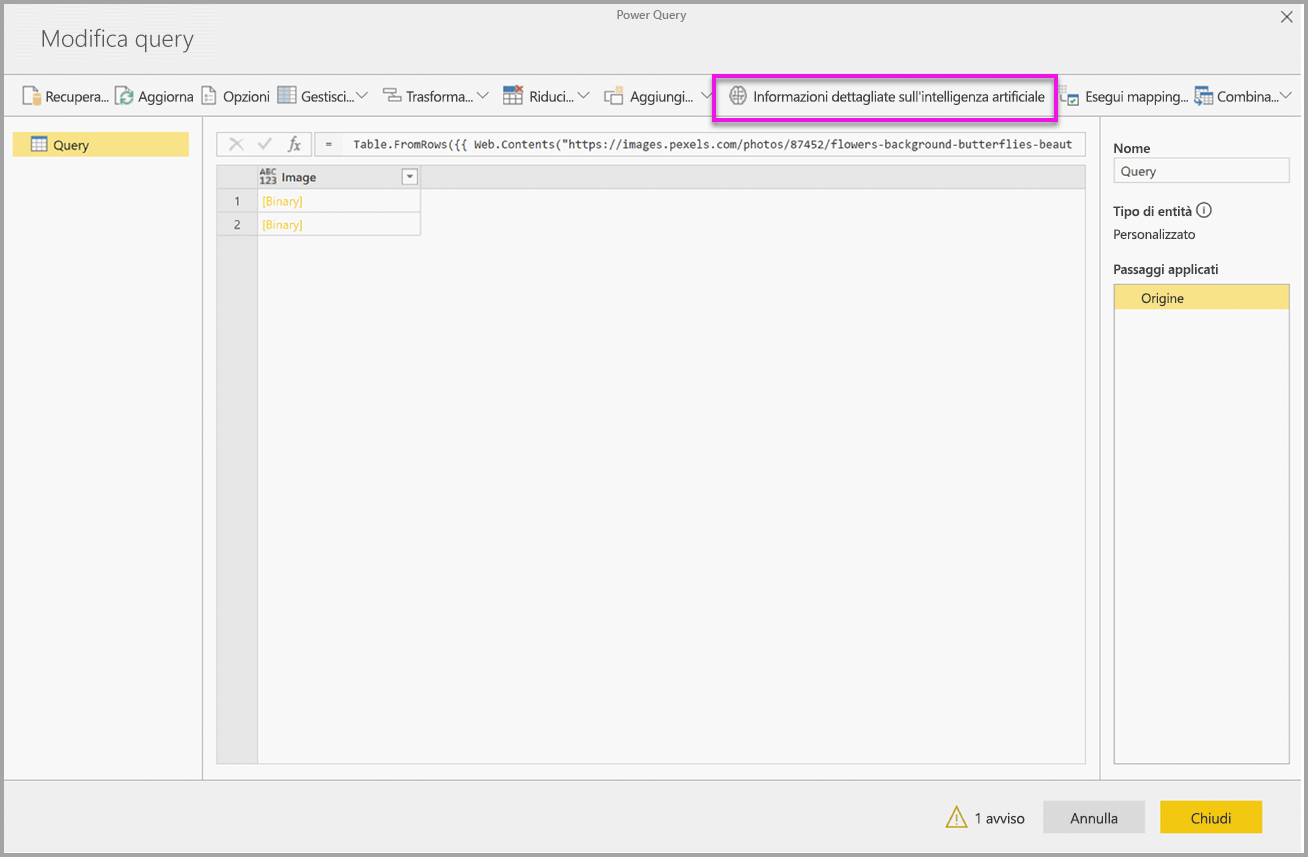 Power Query
Modifica query
Recupera... Aggiorna Opzioni Gestisci... Trasforma... Riduci... Aggiungi... Informazioni dettagliate sull'intelligenza artificiale Esegui mapping... Combina...
Query
fx = Table.FromRows({{ Web.Contents("https://images.pexels.com/photos/87452/flowers-background-butterflies-beaut
ABC 123 Image
1 [Binary]
2 [Binary]
Nome
Query
Tipo di entità
Personalizzato
Passaggi applicati
Origine
1 avviso Annulla Chiudi